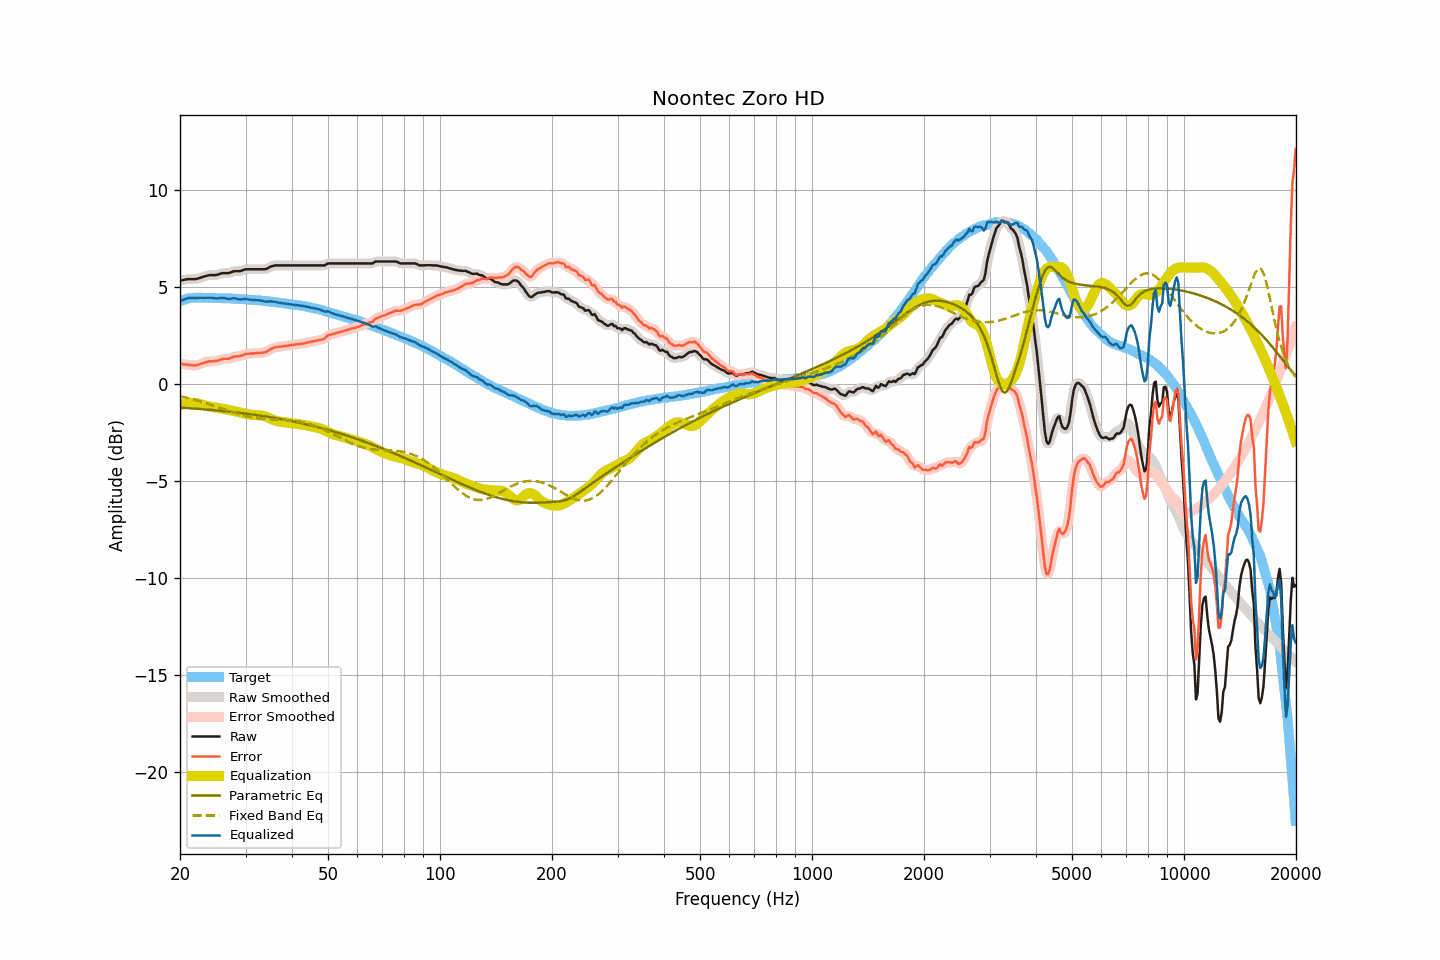 Noontec Zoro HD
10
5
0
−5
−10
−15
−20
Amplitude (dBr)
Target
Raw Smoothed
Error Smoothed
Raw
Error
Equalization
Parametric Eq
Fixed Band Eq
Equalized
20 50 100 200 500 1000 2000 5000 10000 20000
Frequency (Hz)